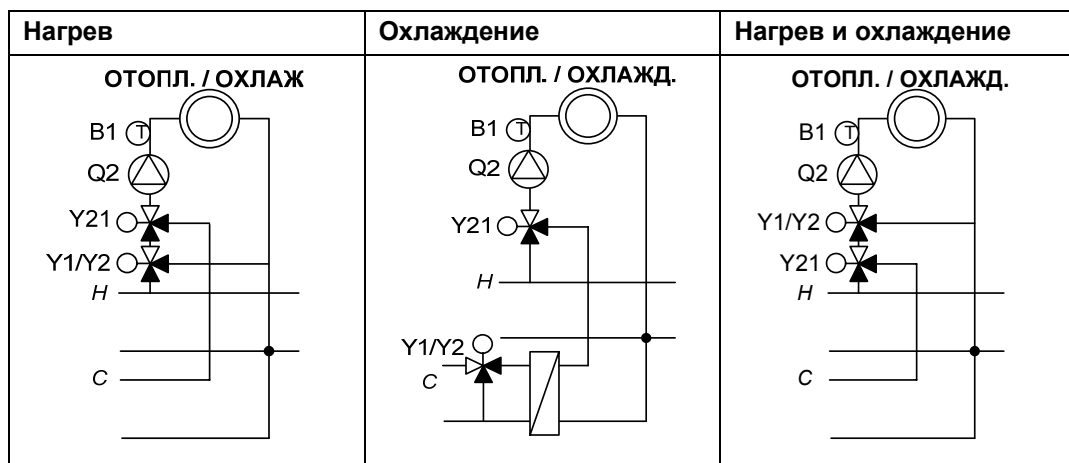 Нагрев
Охлаждение
Нагрев и охлаждение
ОТОПЛ. / ОХЛАЖ
B1 T
Q2
Y21
Y1/Y2
H
C
ОТОПЛ. / ОХЛАЖД.
B1 T
Q2
Y21
H
Y1/Y2
C
ОТОПЛ. / ОХЛАЖД.
B1 T
Q2
Y1/Y2
Y21
H
C